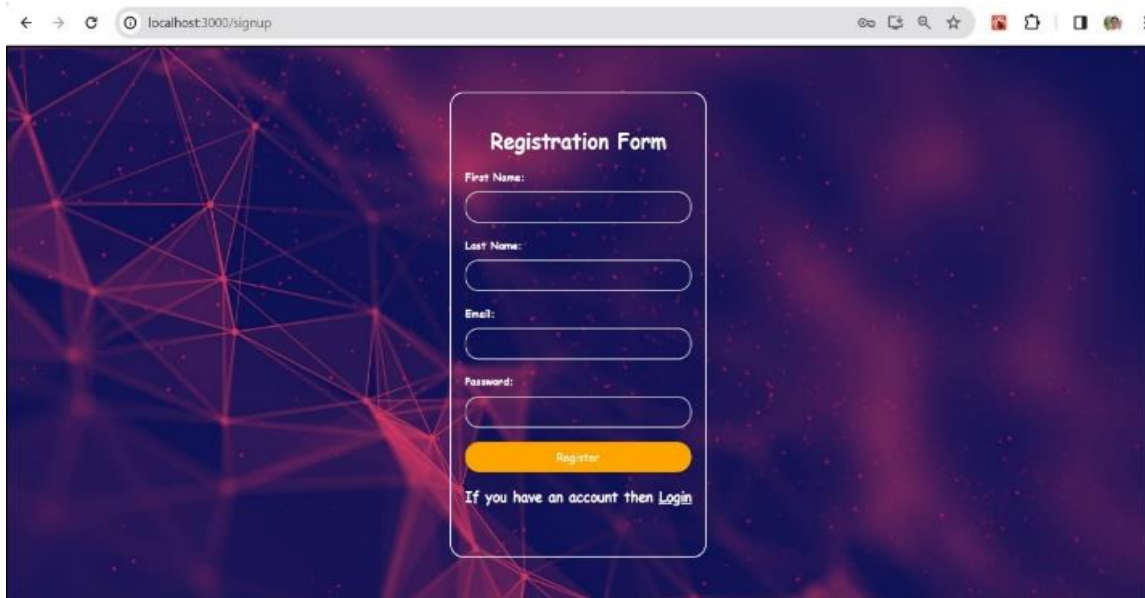 localhost:3000/signup
Registration Form
First Name:
Last Name:
Email:
Password:
Register
If you have an account then Login